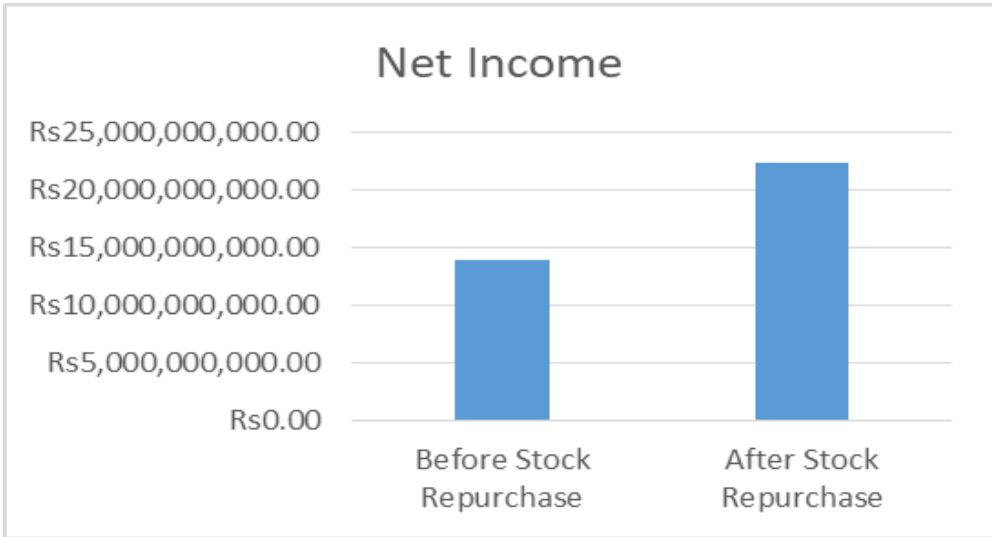 Net Income
Rs25,000,000,000.00
Rs20,000,000,000.00
Rs15,000,000,000.00
Rs10,000,000,000.00
Rs5,000,000,000.00
Rs0.00
Before Stock
Repurchase
After Stock
Repurchase